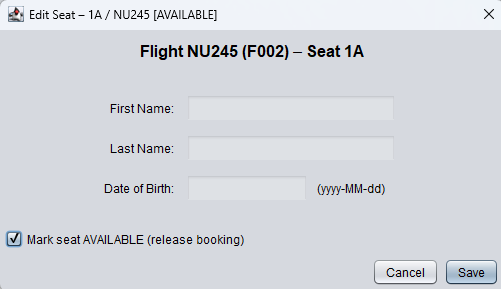 Edit Seat – 1A / NU245 [AVAILABLE]
Flight NU245 (F002) – Seat 1A
First Name:
Last Name:
Date of Birth: (yyyy-MM-dd)
Mark seat AVAILABLE (release booking)
Cancel Save